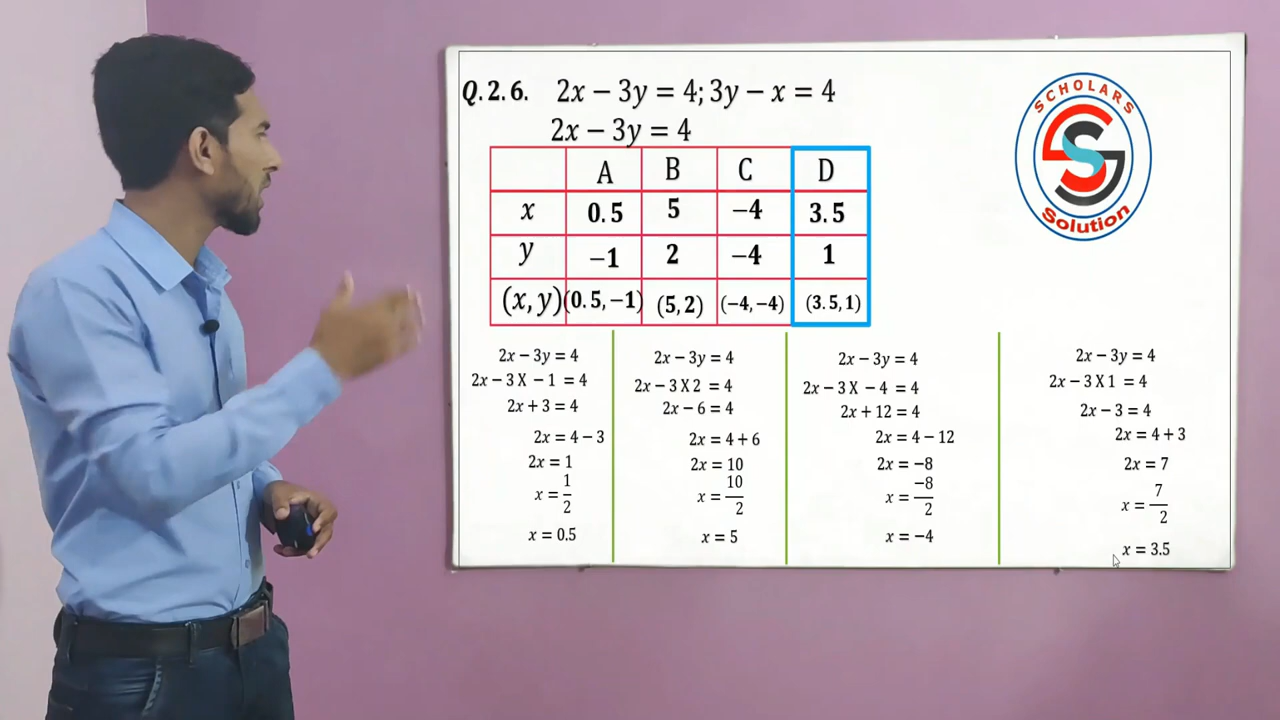 Q.2.6. 2x − 3y = 4; 3y − x = 4
2x − 3y = 4
A B C D
x 0.5 5 −4 3.5
y −1 2 −4 1
(x, y) (0.5, −1) (5, 2) (−4, −4) (3.5, 1)
2x − 3y = 4
2x − 3 X − 1 = 4
2x + 3 = 4
2x = 4 − 3
2x = 1
x = 1/2
x = 0.5
2x − 3y = 4
2x − 3 X 2 = 4
2x − 6 = 4
2x = 4 + 6
2x = 10
x = 10/2
x = 5
2x − 3y = 4
2x − 3 X − 4 = 4
2x + 12 = 4
2x = 4 − 12
2x = −8
x = −8/2
x = −4
2x − 3y = 4
2x − 3 X 1 = 4
2x − 3 = 4
2x = 4 + 3
2x = 7
x = 7/2
x = 3.5
SCHOLARS
Solution